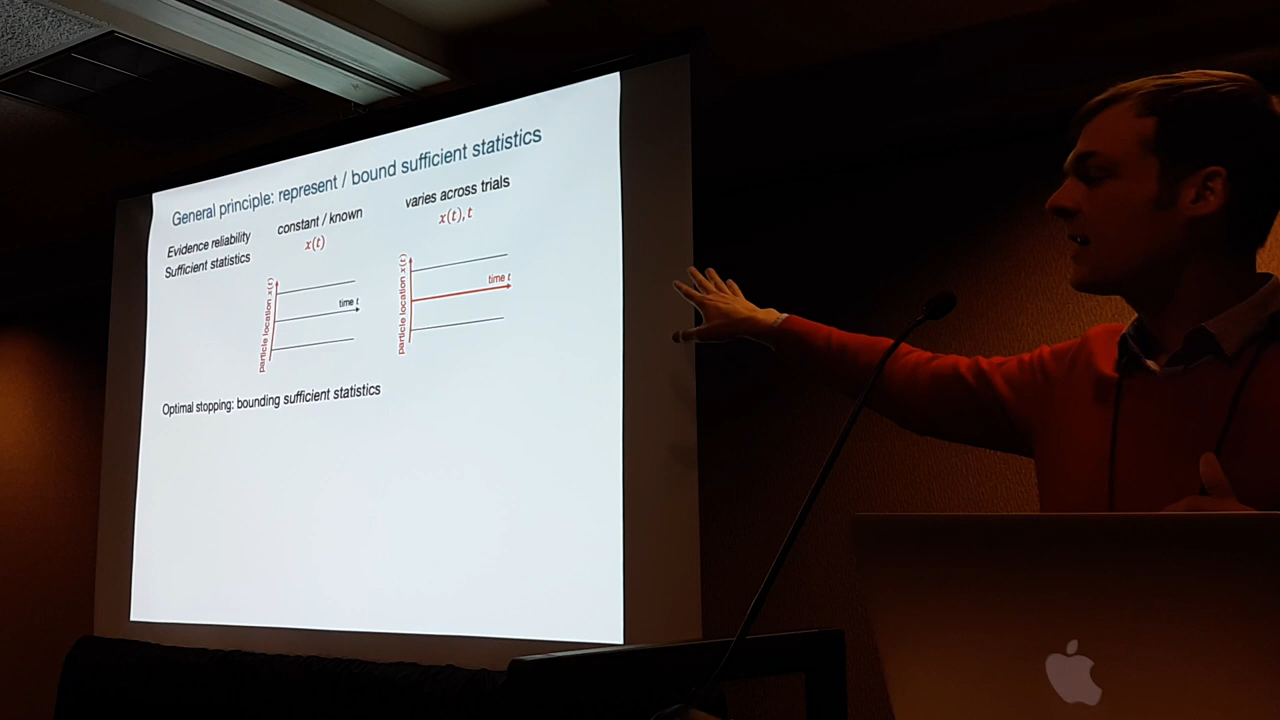 General principle: represent / bound sufficient statistics
Evidence reliability
constant / known
varies across trials
Sufficient statistics
x(t)
x(t), t
particle location x(t)
time t
particle location x(t)
time t
Optimal stopping: bounding sufficient statistics